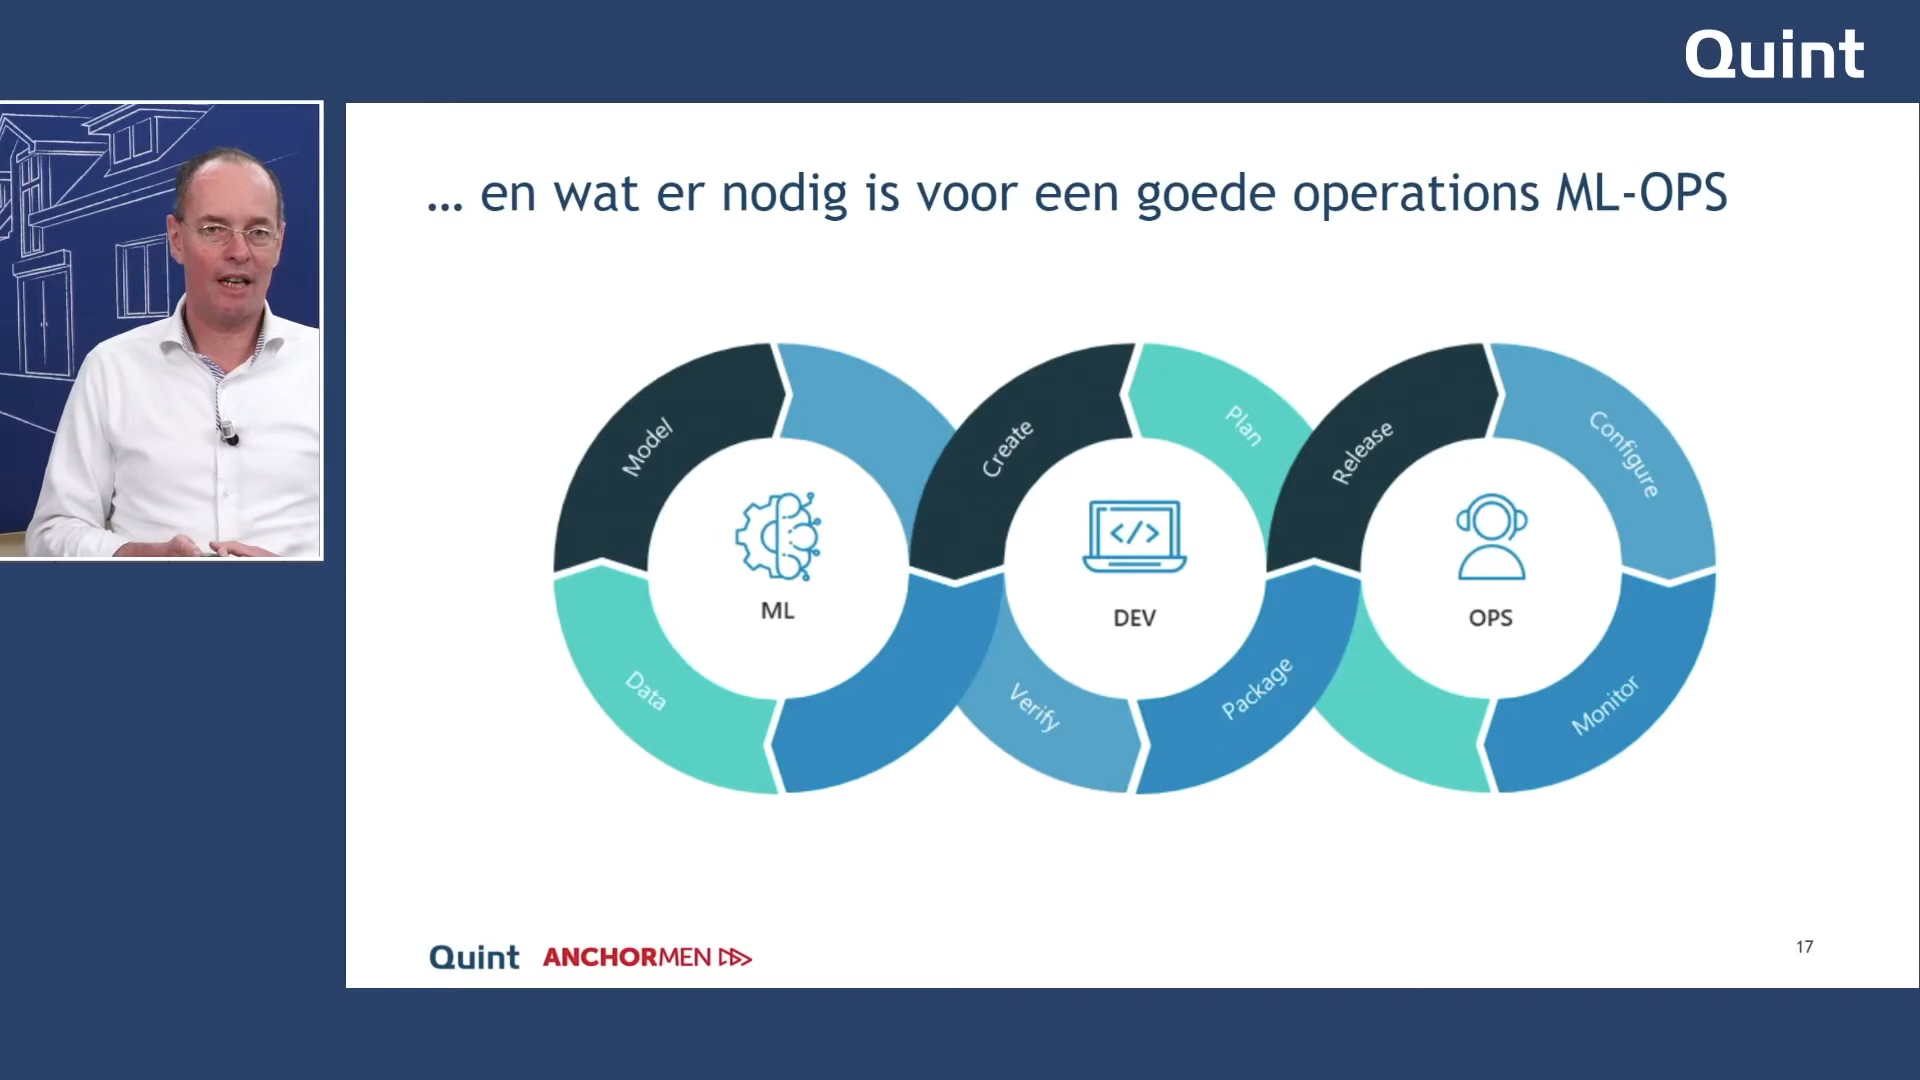 Quint
… en wat er nodig is voor een goede operations ML-OPS
Model
Create
Plan
Release
Configure
ML
DEV
OPS
Data
Verify
Package
Monitor
Quint ANCHORMEN
17